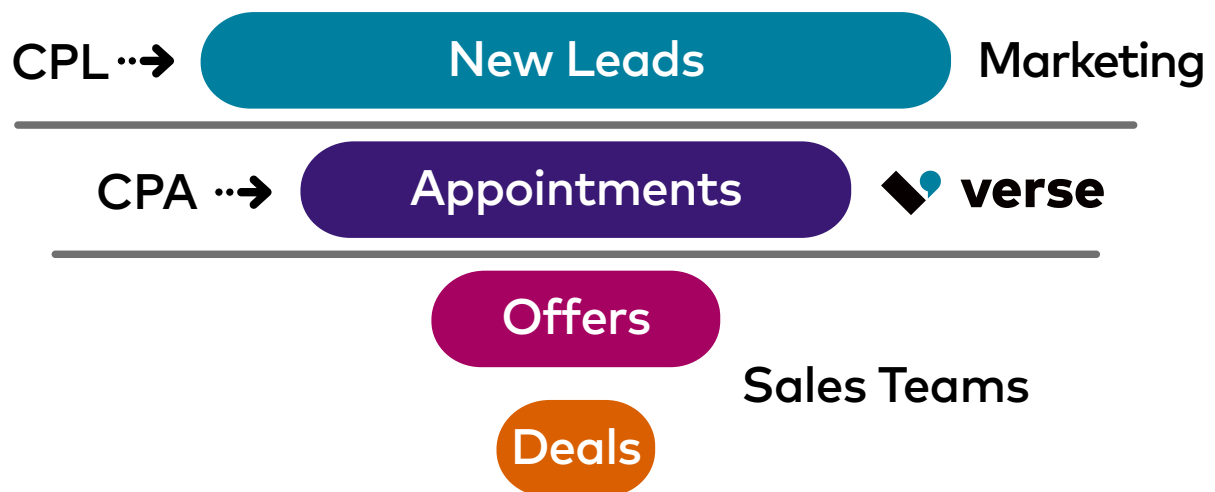 CPL New Leads Marketing
CPA Appointments verse
Offers
Sales Teams
Deals